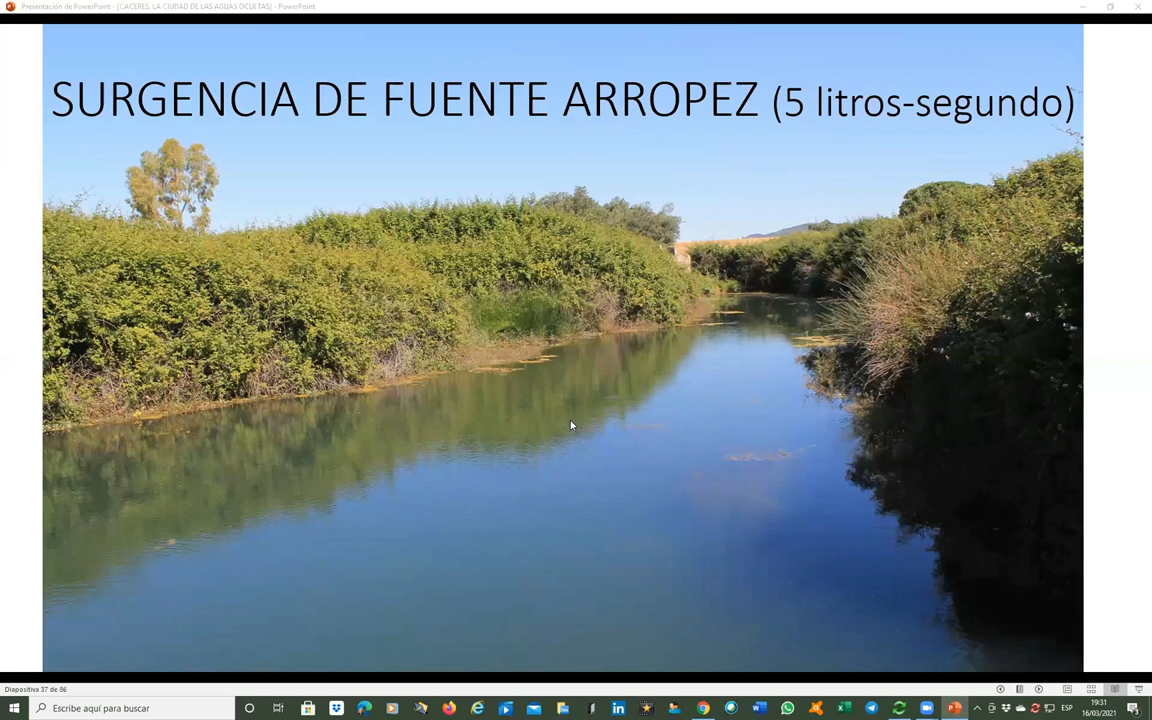 Presentación de PowerPoint - [CACERES. LA CIUDAD DE LAS AGUAS OCULTAS] - PowerPoint
SURGENCIA DE FUENTE ARROPEZ (5 litros-segundo)
Diapositiva 37 de 86
Escribe aquí para buscar
ESP
19:31
16/03/2021